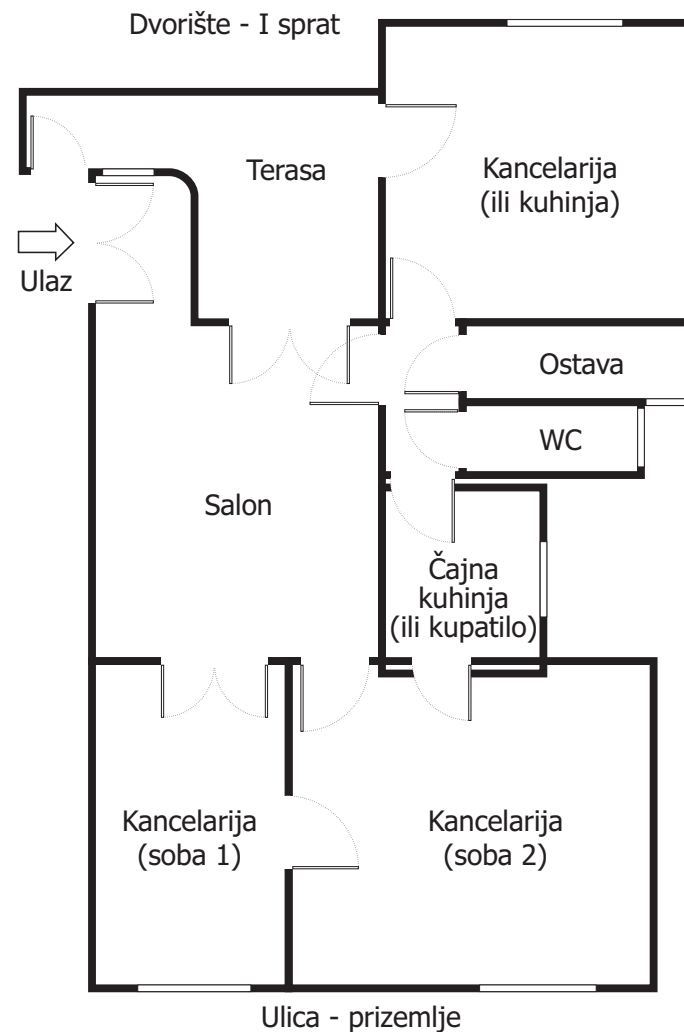 Dvorište - I sprat
Terasa
Kancelarija
(ili kuhinja)
Ulaz
Ostava
WC
Salon
Čajna
kuhinja
(ili kupatilo)
Kancelarija
(soba 1)
Kancelarija
(soba 2)
Ulica - prizemlje